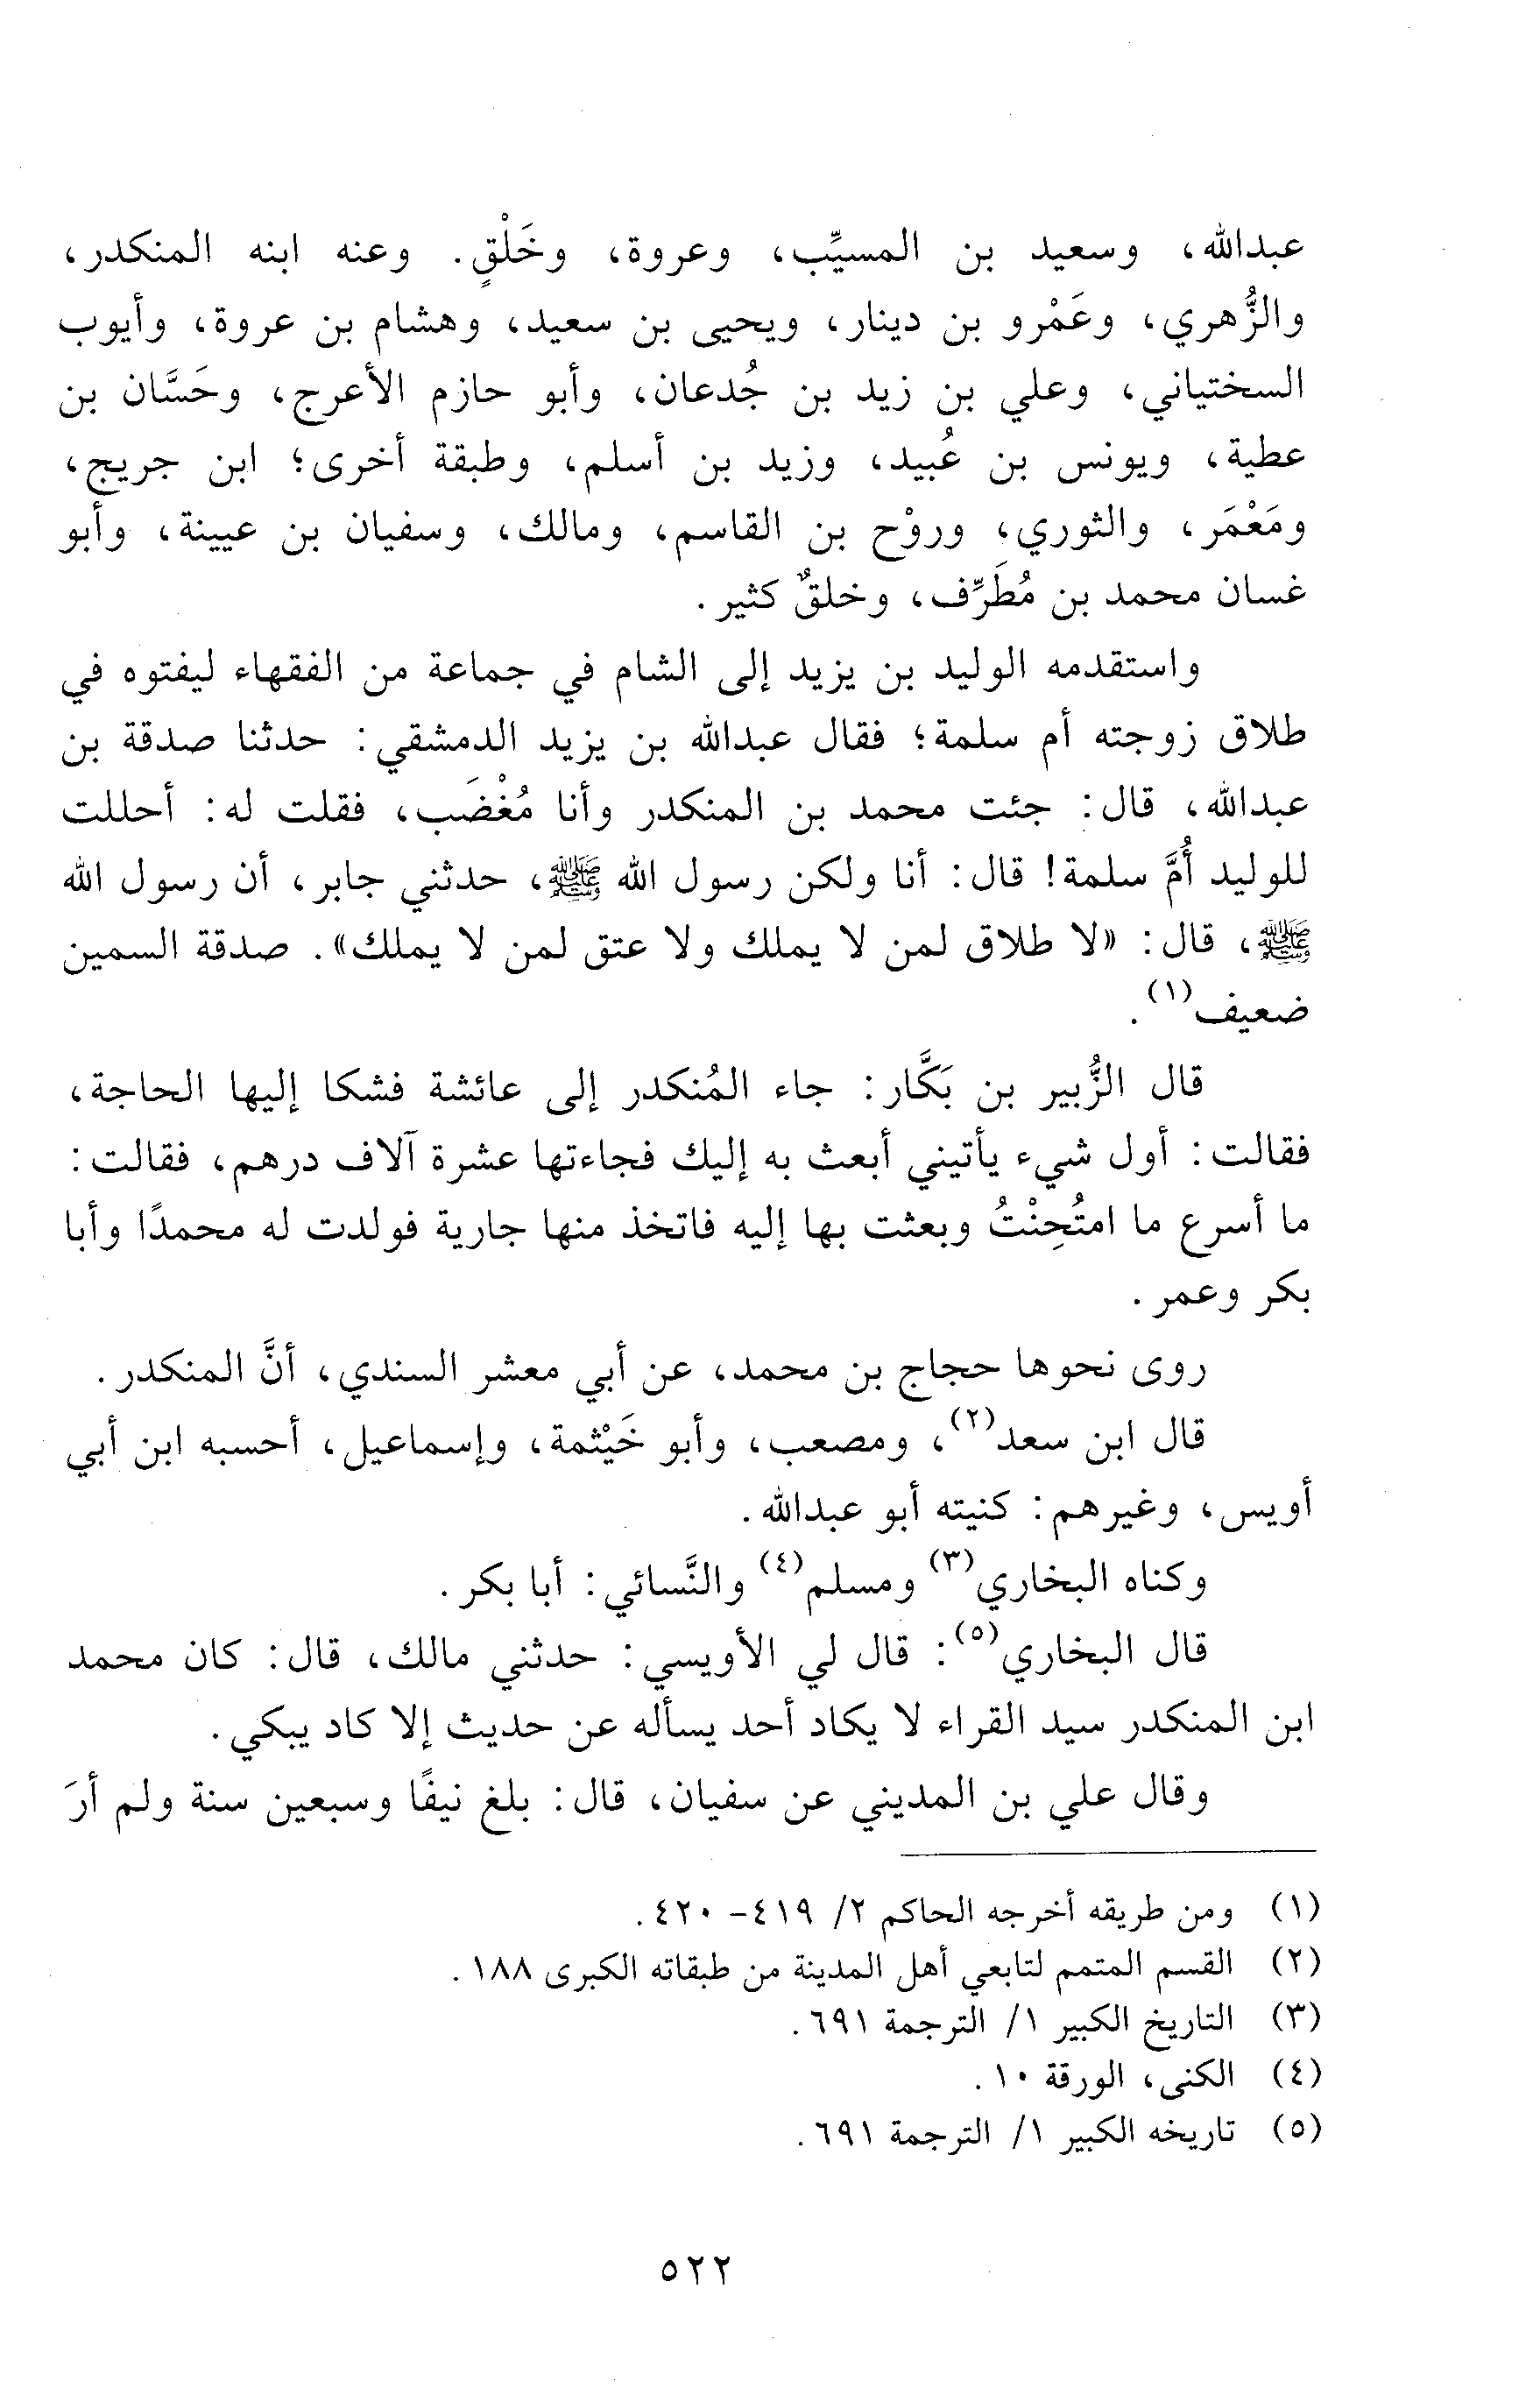 عبدالله، وسعيد بن المسيِّب، وعروة، وخَلْقٍ. وعنه ابنه المنكدر،
والزُّهري، وعَمْرو بن دينار، ويحيى بن سعيد، وهشام بن عروة، وأيوب
السختياني، وعلي بن زيد بن جُدعان، وأبو حازم الأعرج، وحَسَّان بن
عطية، ويونس بن عُبيد، وزيد بن أسلم، وطبقة أخرى؛ ابن جريج،
ومَعْمَر، والثوري، وروْح بن القاسم، ومالك، وسفيان بن عيينة، وأبو
غسان محمد بن مُطَرِّف، وخلقٌ كثير.
واستقدمه الوليد بن يزيد إلى الشام في جماعة من الفقهاء ليفتوه في
طلاق زوجته أم سلمة؛ فقال عبدالله بن يزيد الدمشقي: حدثنا صدقة بن
عبدالله، قال: جئت محمد بن المنكدر وأنا مُغْضَب، فقلت له: أحللت
للوليد أُمَّ سلمة! قال: أنا ولكن رسول الله ﷺ، حدثني جابر، أن رسول الله
ﷺ، قال: «لا طلاق لمن لا يملك ولا عتق لمن لا يملك». صدقة السمين
ضعيف(١).
قال الزُّبير بن بَكَّار: جاء المُنكدر إلى عائشة فشكا إليها الحاجة،
فقالت: أول شيء يأتيني أبعث به إليك فجاءتها عشرة آلاف درهم، فقالت:
ما أسرع ما امتُحِنْتُ وبعثت بها إليه فاتخذ منها جارية فولدت له محمدًا وأبا
بكر وعمر.
روى نحوها حجاج بن محمد، عن أبي معشر السندي، أنَّ المنكدر.
قال ابن سعد(٢)، ومصعب، وأبو خَيْثمة، وإسماعيل، أحسبه ابن أبي
أويس، وغيرهم: كنيته أبو عبدالله.
وكناه البخاري(٣) ومسلم(٤) والنَّسائي: أبا بكر.
قال البخاري(٥): قال لي الأويسي: حدثني مالك، قال: كان محمد
ابن المنكدر سيد القراء لا يكاد أحد يسأله عن حديث إلا كاد يبكي.
وقال علي بن المديني عن سفيان، قال: بلغ نيفًا وسبعين سنة ولم أرَ
(١) ومن طريقه أخرجه الحاكم ٢/ ٤١٩- ٤٢٠.
(٢) القسم المتمم لتابعي أهل المدينة من طبقاته الكبرى ١٨٨.
(٣) التاريخ الكبير ١/ الترجمة ٦٩١.
(٤) الكنى، الورقة ١٠.
(٥) تاريخه الكبير ١/ الترجمة ٦٩١.
٥٢٢